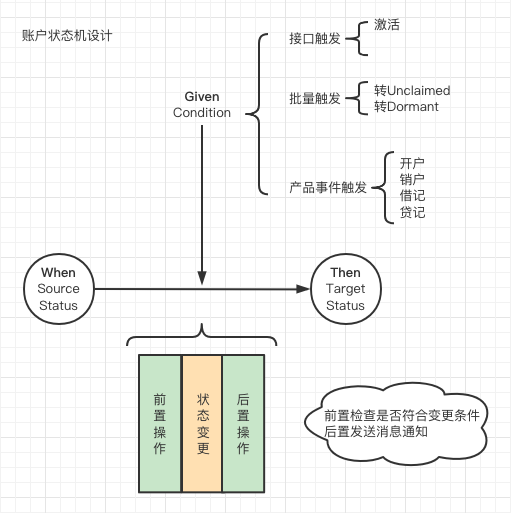 账户状态机设计
接口触发
激活
Given
Condition
批量触发
转Unclaimed
转Dormant
产品事件触发
开户
销户
借记
贷记
When
Source
Status
Then
Target
Status
前置操作
状态变更
后置操作
前置检查是否符合变更条件
后置发送消息通知